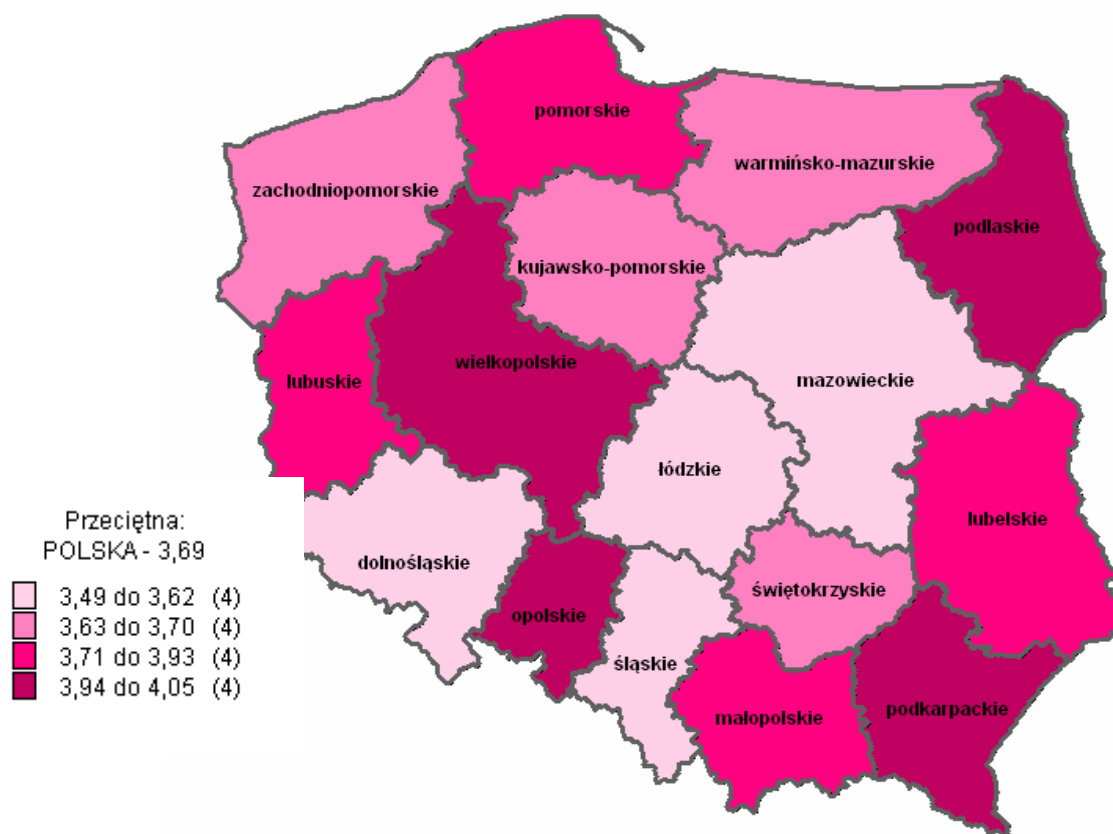 pomorskie
warmińsko-mazurskie
zachodniopomorskie
podlaskie
kujawsko-pomorskie
wielkopolskie
lubuskie
mazowieckie
łódzkie
lubelskie
dolnośląskie
świętokrzyskie
opolskie
śląskie
podkarpackie
małopolskie
Przeciętna:
POLSKA - 3,69
3,49 do 3,62 (4)
3,63 do 3,70 (4)
3,71 do 3,93 (4)
3,94 do 4,05 (4)